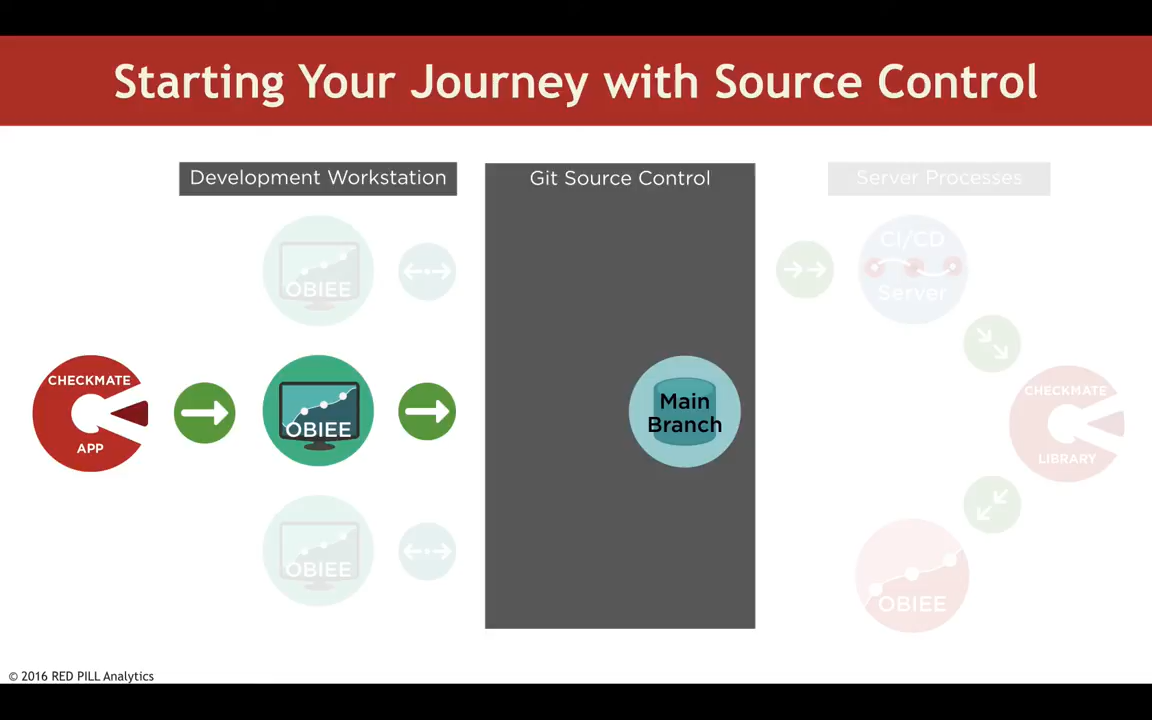 Starting Your Journey with Source Control
Development Workstation
Git Source Control
Server Processes
OBIEE
CI/CD
Server
CHECKMATE
APP
OBIEE
Main
Branch
CHECKMATE
LIBRARY
OBIEE
OBIEE
© 2016 RED PILL Analytics